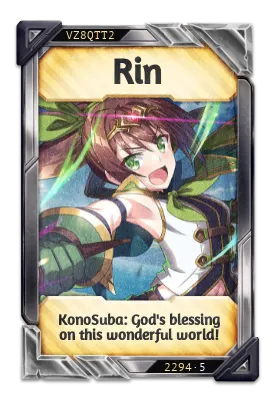 VZ8QTT2
Rin
KonoSuba: God's blessing
on this wonderful world!
2294·5